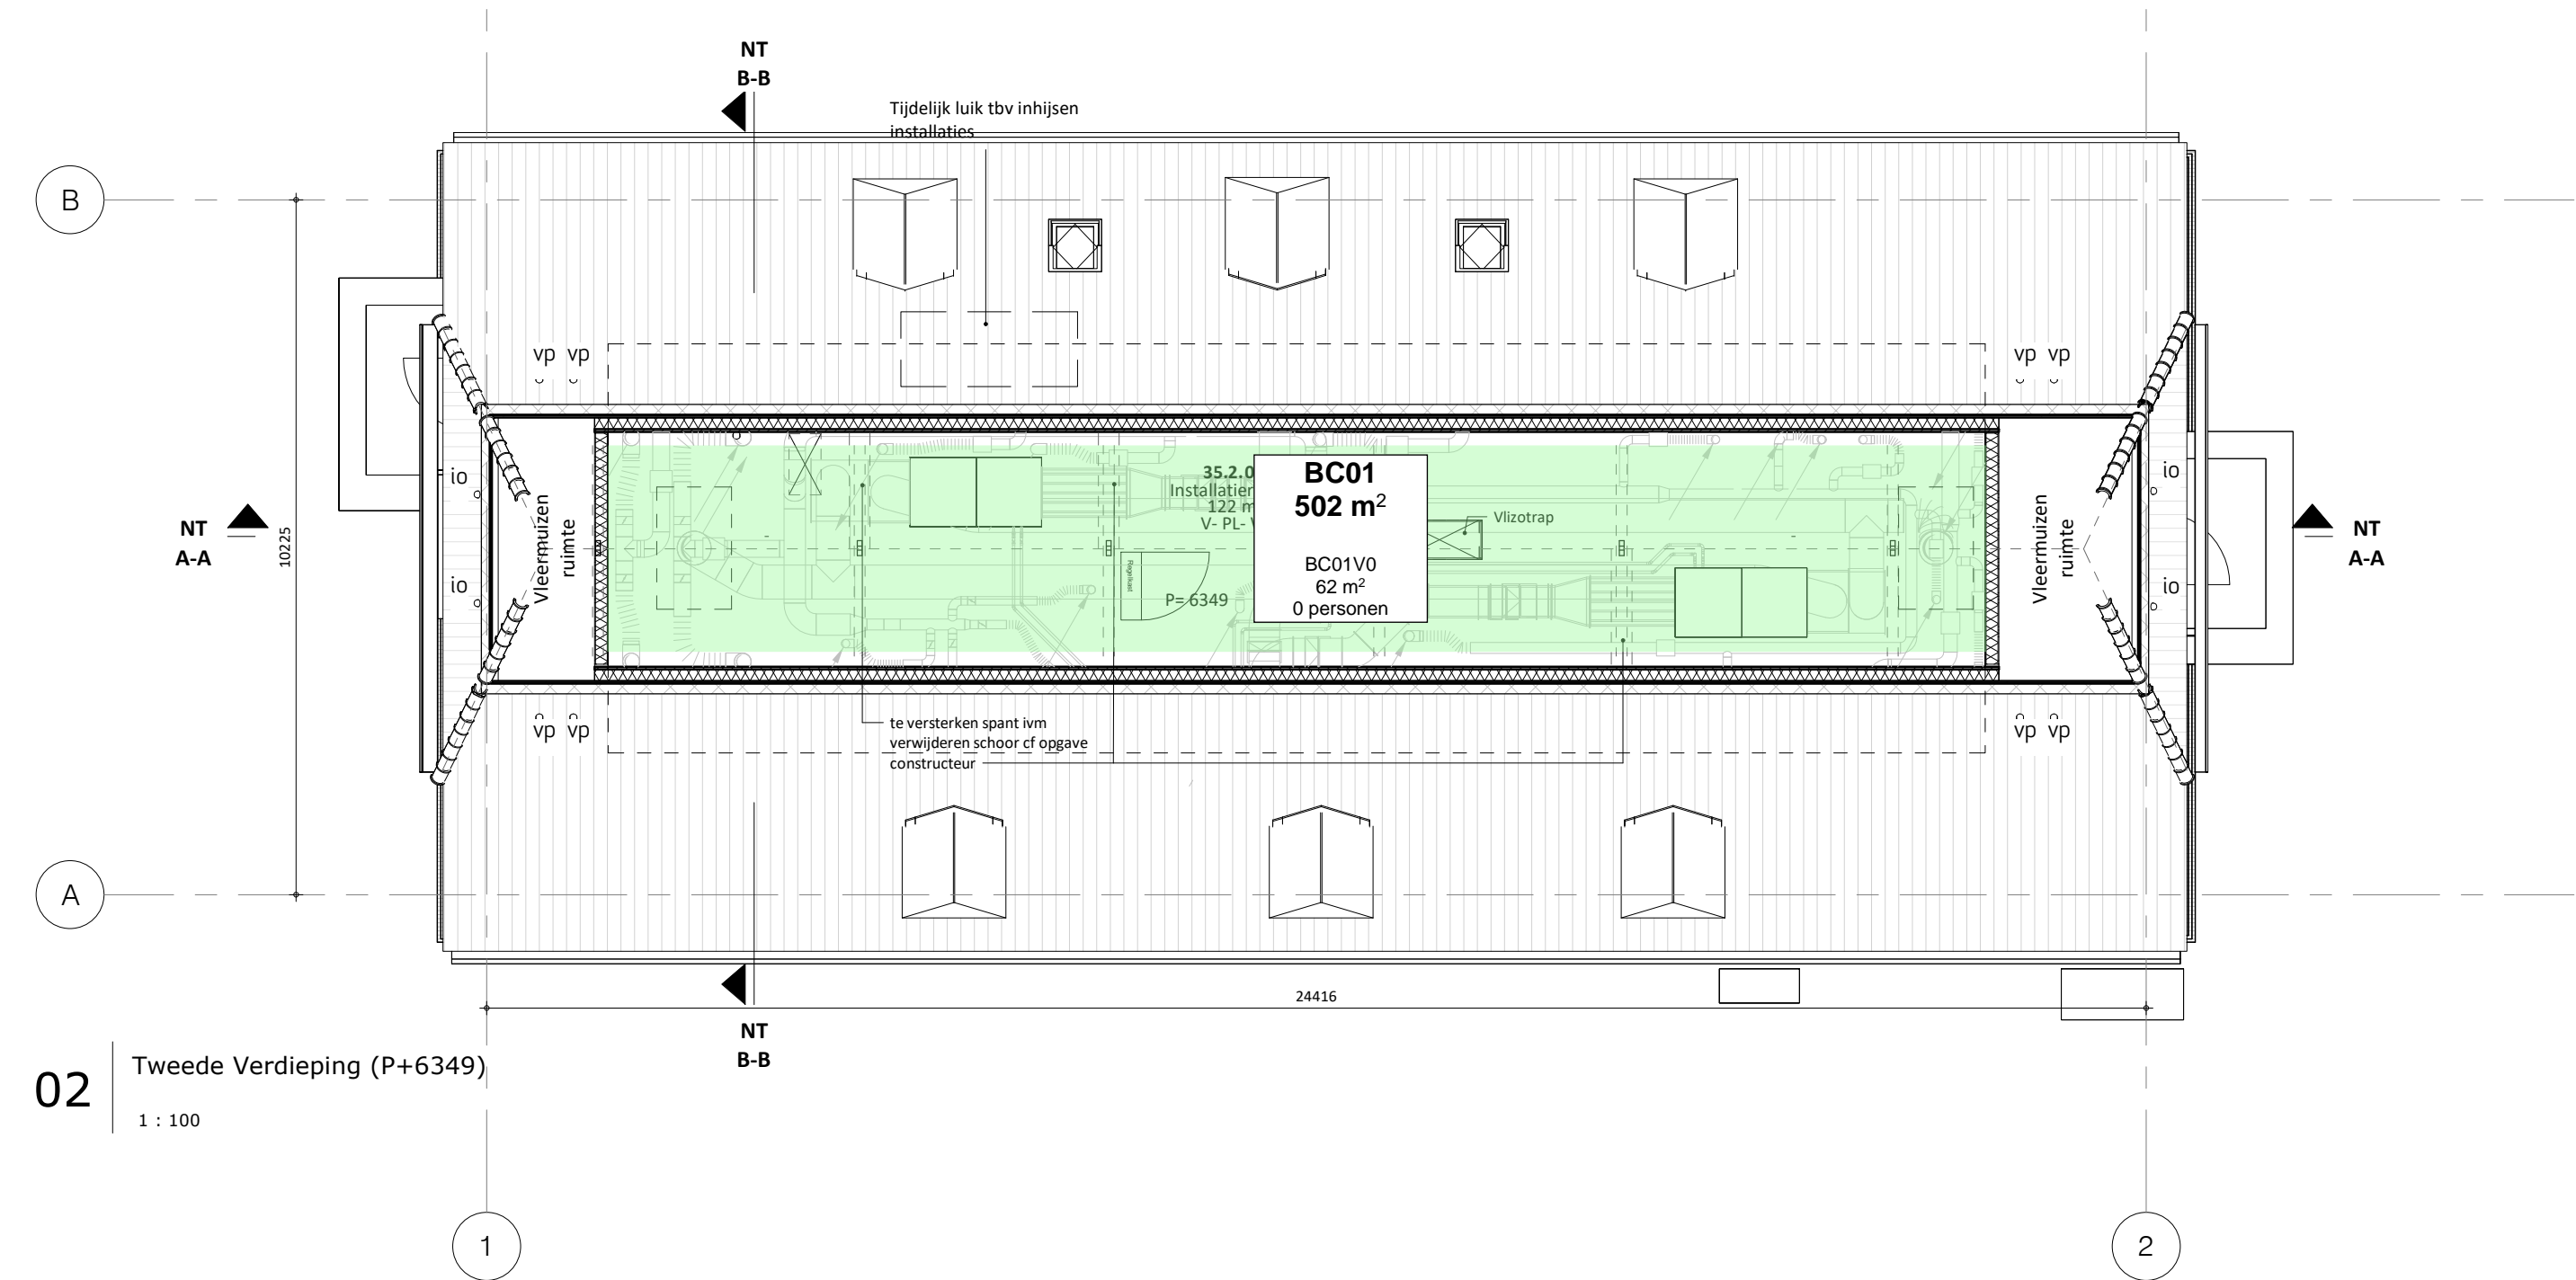 NT
B-B
Tijdelijk luik tbv inhijsen
installaties
B
vp vp
vp vp
10225
NT
A-A
io
io
Vleermuizen
ruimte
35.2.0
BC01
502 m²
BC01V0
62 m²
0 personen
122
V- PL-
Vlizotrap
Regelkast
P= 6349
Vleermuizen
ruimte
io
io
NT
A-A
vp vp
te versterken spant ivm
verwijderen schoor cf opgave
constructeur
vp vp
A
24416
NT
B-B
02
Tweede Verdieping (P+6349)
1 : 100
1
2